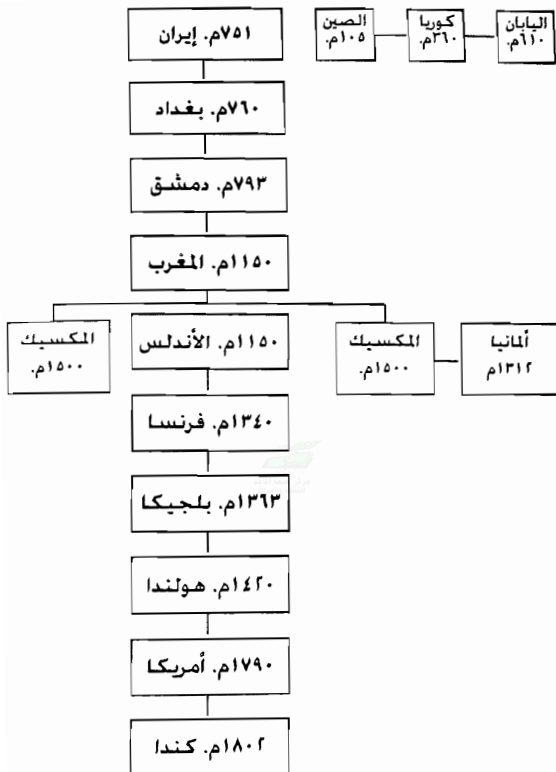 ٧٥١م. إيران
الصين
١٠٥م.
كوريا
٣٦٠م.
اليابان
٦١٠م.
٧٦٠م. بغداد
٧٩٣م. دمشق
١١٥٠م. المغرب
المكسيك
١٥٠٠م.
١١٥٠م. الأندلس
المكسيك
١٥٠٠م.
ألمانيا
١٣١٢م
١٣٤٠م. فرنسا
١٣٦٣م. بلجيكا
١٤٢٠م. هولندا
١٧٩٠م. أمريكا
١٨٠٢م. كندا